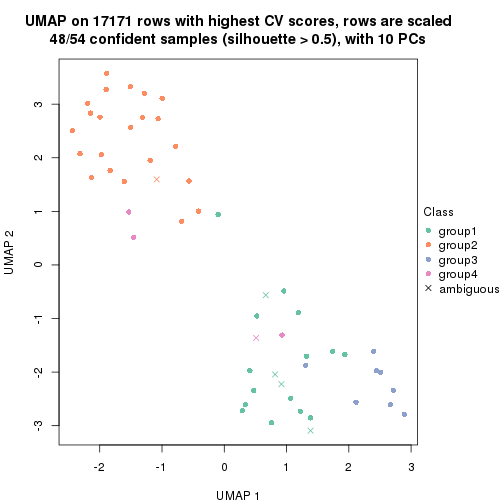 UMAP on 17171 rows with highest CV scores, rows are scaled
48/54 confident samples (silhouette > 0.5), with 10 PCs
3
2
1
0
-1
-2
-3
UMAP 2
-2
-1
0
1
2
3
UMAP 1
Class
group1
group2
group3
group4
ambiguous